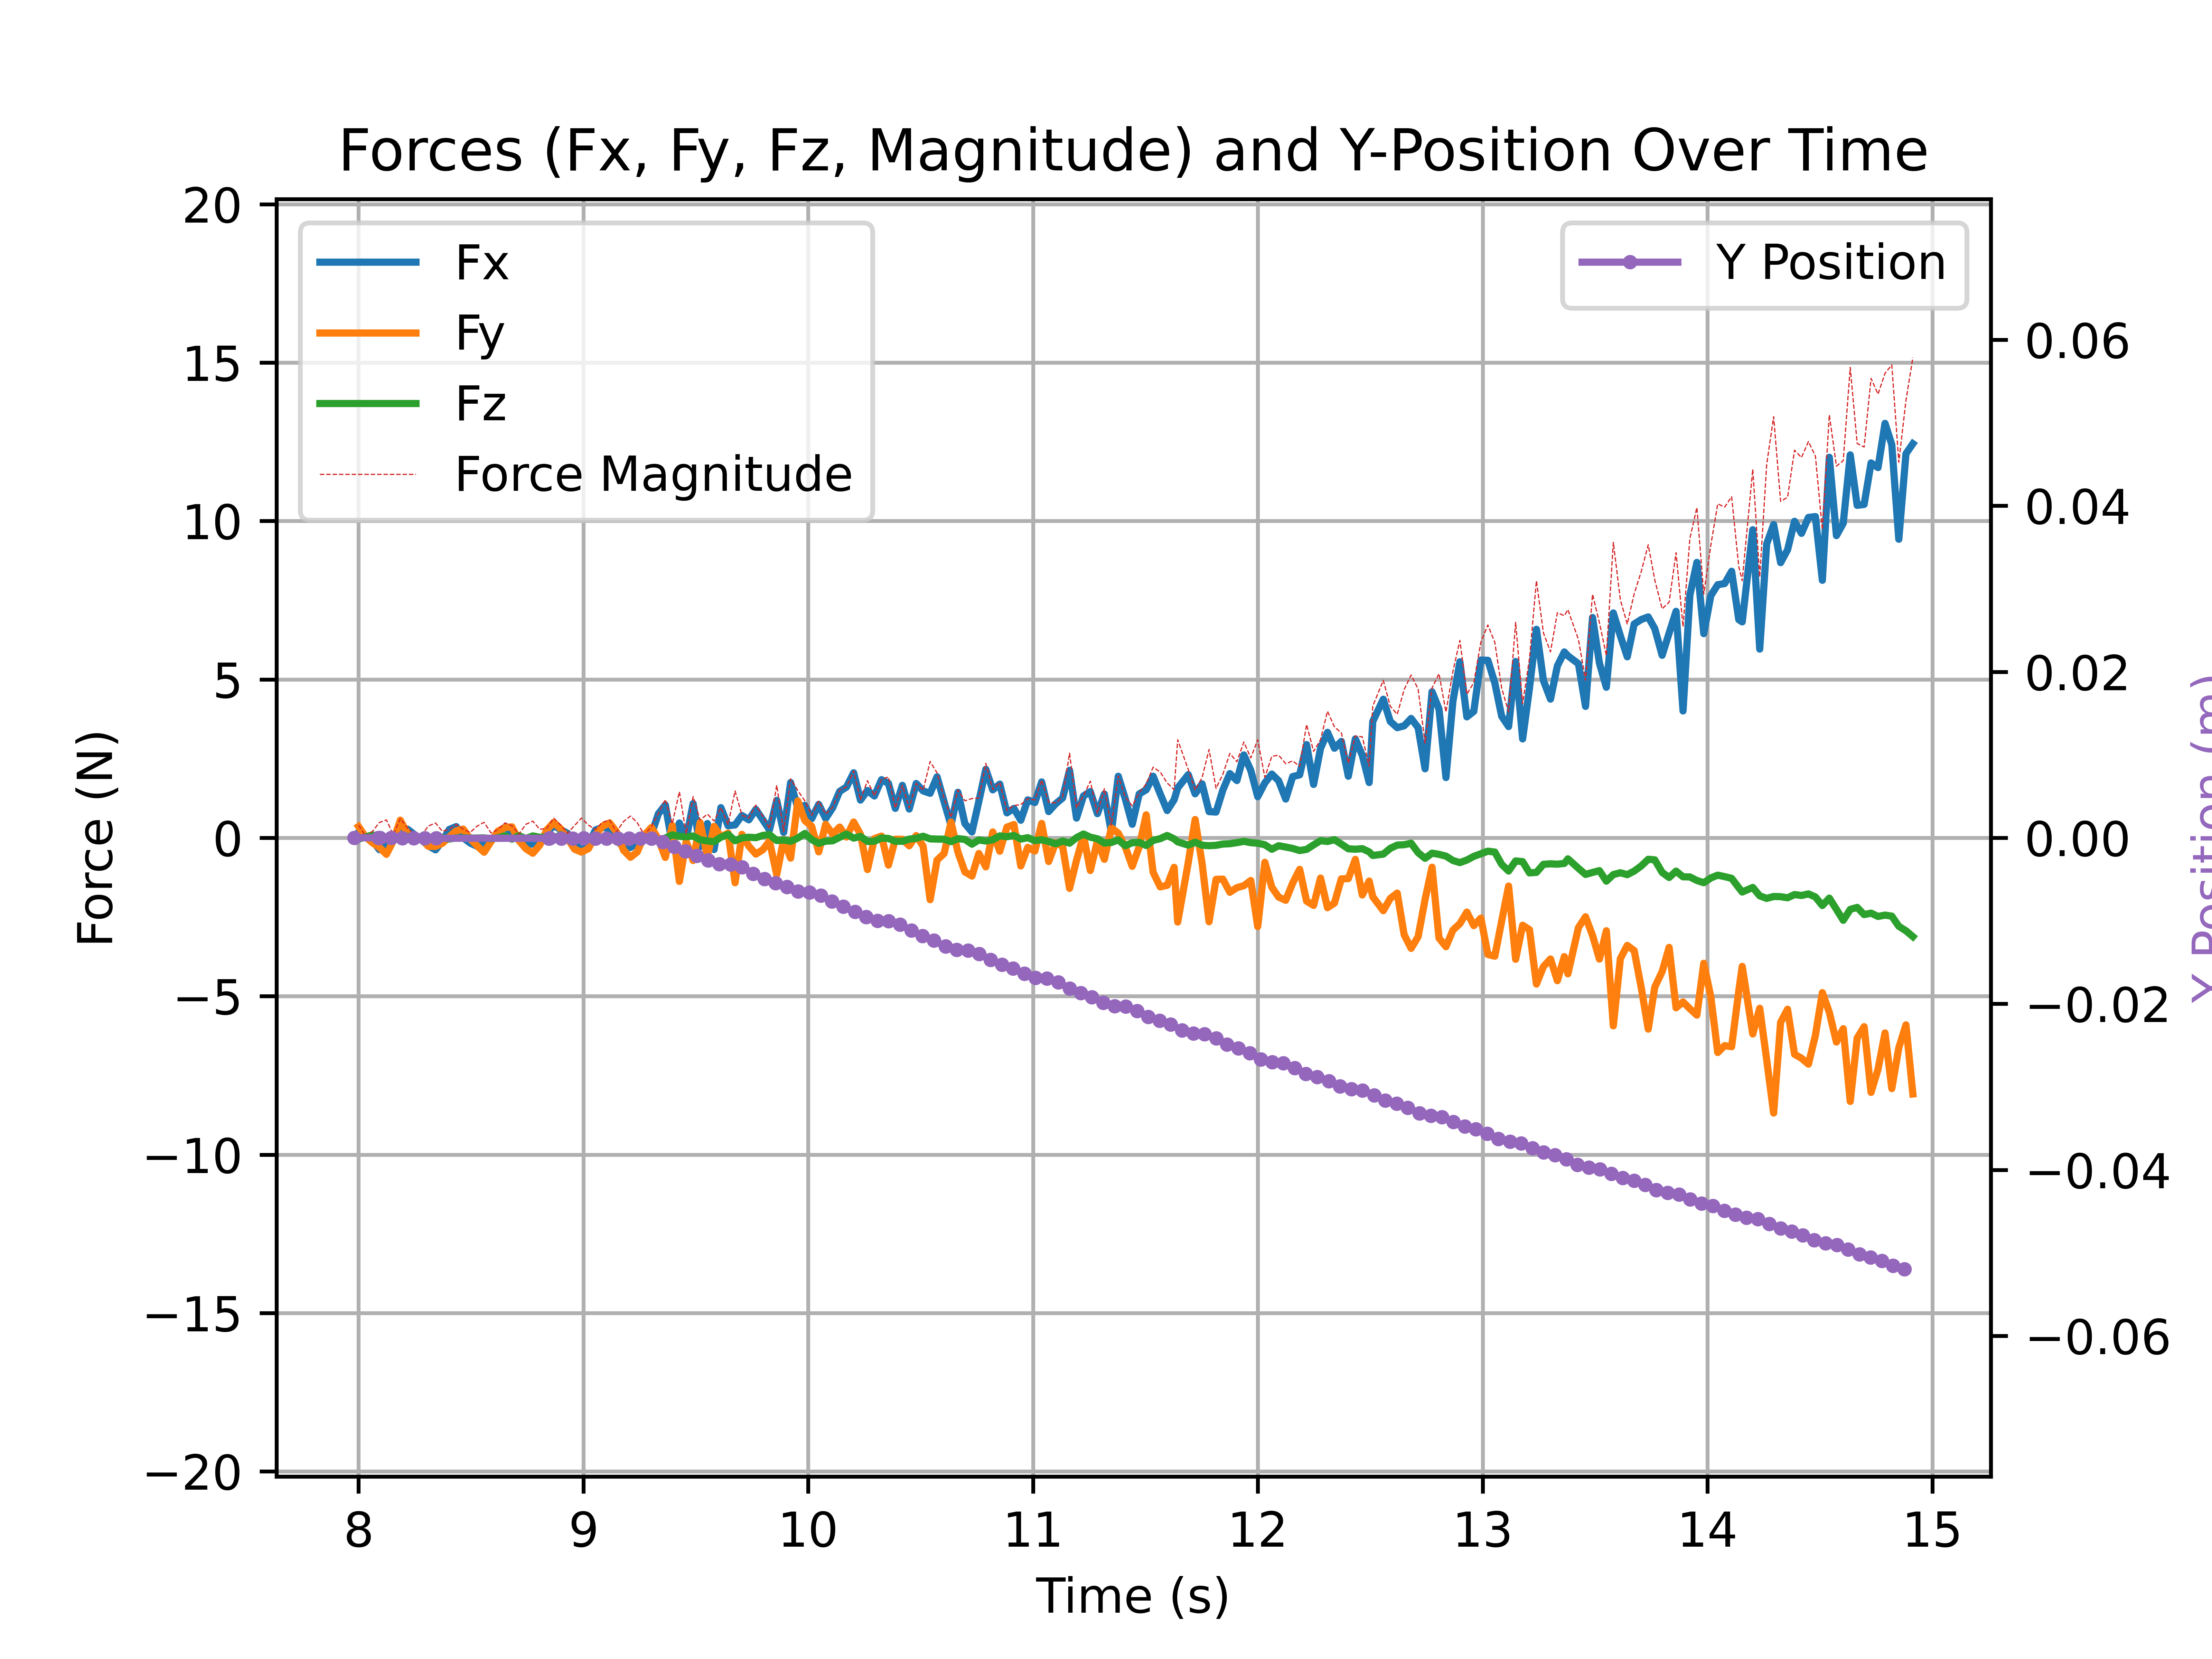 Forces (Fx, Fy, Fz, Magnitude) and Y-Position Over Time
Fx
Fy
Fz
Force Magnitude
Y Position
20
15
10
5
0
−5
−10
−15
−20
Force (N)
0.06
0.04
0.02
0.00
−0.02
−0.04
−0.06
Y Position (m)
8 9 10 11 12 13 14 15
Time (s)